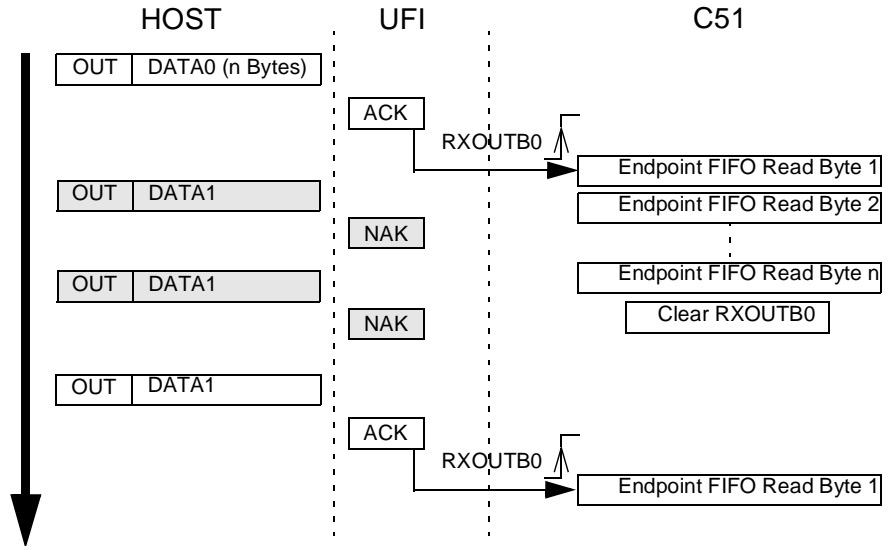 HOST UFI C51
OUT DATA0 (n Bytes)
ACK
RXOUTB0
Endpoint FIFO Read Byte 1
OUT DATA1
Endpoint FIFO Read Byte 2
NAK
OUT DATA1
Endpoint FIFO Read Byte n
NAK
Clear RXOUTB0
OUT DATA1
ACK
RXOUTB0
Endpoint FIFO Read Byte 1